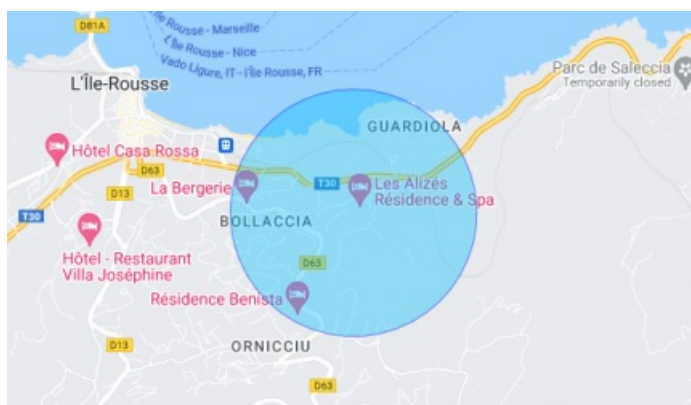 D81A
L'Île Rousse - Marseille
L'Île Rousse - Nice
Vado Ligure, IT - l'Île Rousse, FR
L'Île-Rousse
Parc de Saleccia
Temporarily closed
GUARDIOLA
Hôtel Casa Rossa
D63
D13
La Bergerie
T30
Les Alizés
Résidence & Spa
T30
BOLLACCIA
Hôtel - Restaurant
Villa Joséphine
D63
Résidence Benista
D13
ORNICCIU
D63